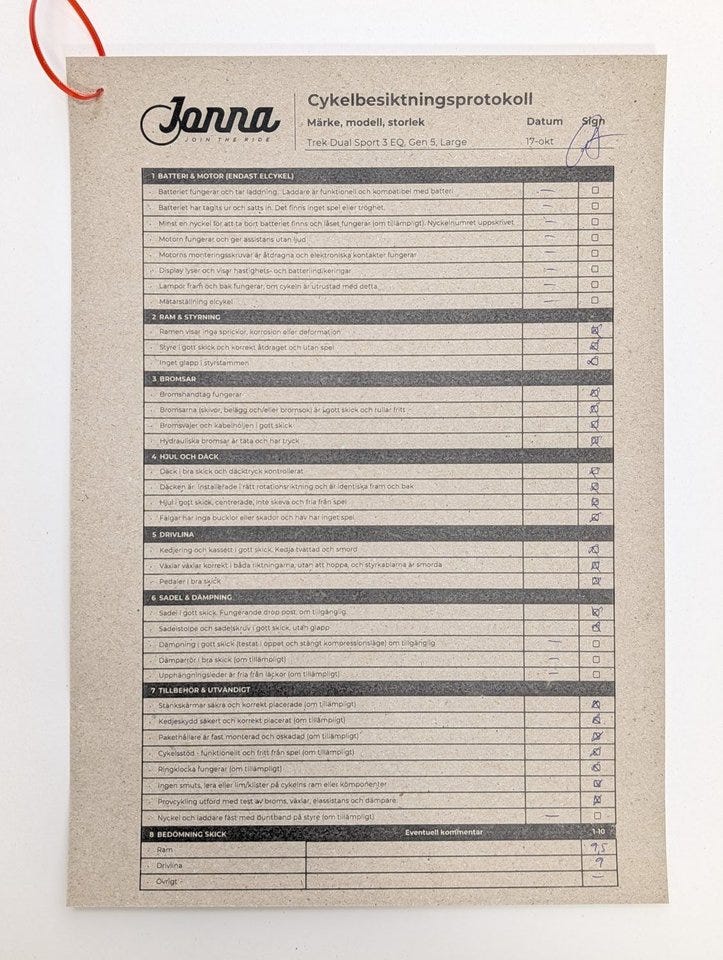 Jonna
JOIN THE RIDE
Cykelbesiktningsprotokoll
Märke, modell, storlek Datum Sign
Trek Dual Sport 3 EQ, Gen 5, Large 17-okt
1 BATTERI & MOTOR (ENDAST ELCYKEL)
Batteriet fungerar och tar laddning. Laddare är funktionell och kompatibel med batteri —
Batteriet har tagits ur och satts in. Det finns inget spel eller tröghet. —
Minst en nyckel för att ta bort batteriet finns och låset fungerar (om tillämpligt). Nyckelnumret uppskrivet —
Motorn fungerar och ger assistans utan ljud —
Motorns monteringsskruvar är åtdragna och elektroniska kontakter fungerar —
Display lyser och visar hastighets- och batteriindikeringar —
Lampor fram och bak fungerar, om cykeln är utrustad med detta —
Mätarställning elcykel —
2 RAM & STYRNING
Ramen visar inga sprickor, korrosion eller deformation
Styre i gott skick och korrekt åtdraget och utan spel
Inget glapp i styrstammen
3 BROMSAR
Bromshandtag fungerar
Bromsarna (skivor, belägg och/eller bromsok) är i gott skick och rullar fritt
Bromsvajer och kabelhöljen i gott skick
Hydrauliska bromsar är täta och har tryck
4 HJUL OCH DÄCK
Däck i bra skick och däcktryck kontrollerat
Däcken är installerade i rätt rotationsriktning och är identiska fram och bak
Hjul i gott skick, centrerade, inte skeva och fria från spel
Fälgar har inga bucklor eller skador och nav har inget spel
5 DRIVLINA
Kedjering och kassett i gott skick. Kedja tvättad och smord
Växlar växlar korrekt i båda riktningarna, utan att hoppa, och styrkablarna är smorda
Pedaler i bra skick
6 SADEL & DÄMPNING
Sadel i gott skick. Fungerande drop post, om tillgänglig.
Sadelstolpe och sadelskruv i gott skick, utan glapp
Dämpning i gott skick (testat i öppet och stängt kompressionsläge) om tillgänglig —
Dämparrör i bra skick (om tillämpligt) —
Upphängningsleder är fria från läckor (om tillämpligt) —
7 TILLBEHÖR & UTVÄNDIGT
Stänkskärmar säkra och korrekt placerade (om tillämpligt)
Kedjeskydd säkert och korrekt placerat (om tillämpligt)
Pakethållare är fast monterad och oskadad (om tillämpligt)
Cykelsstöd - funktionellt och fritt från spel (om tillämpligt)
Ringklocka fungerar (om tillämpligt)
Ingen smuts, lera eller lim/klister på cykelns ram eller komponenter
Provcykling utförd med test av broms, växlar, elassistans och dämpare.
Nyckel och laddare fäst med buntband på styre (om tillämpligt) —
8 BEDÖMNING SKICK Eventuell kommentar 1-10
Ram 9,5
Drivlina 9
Övrigt —